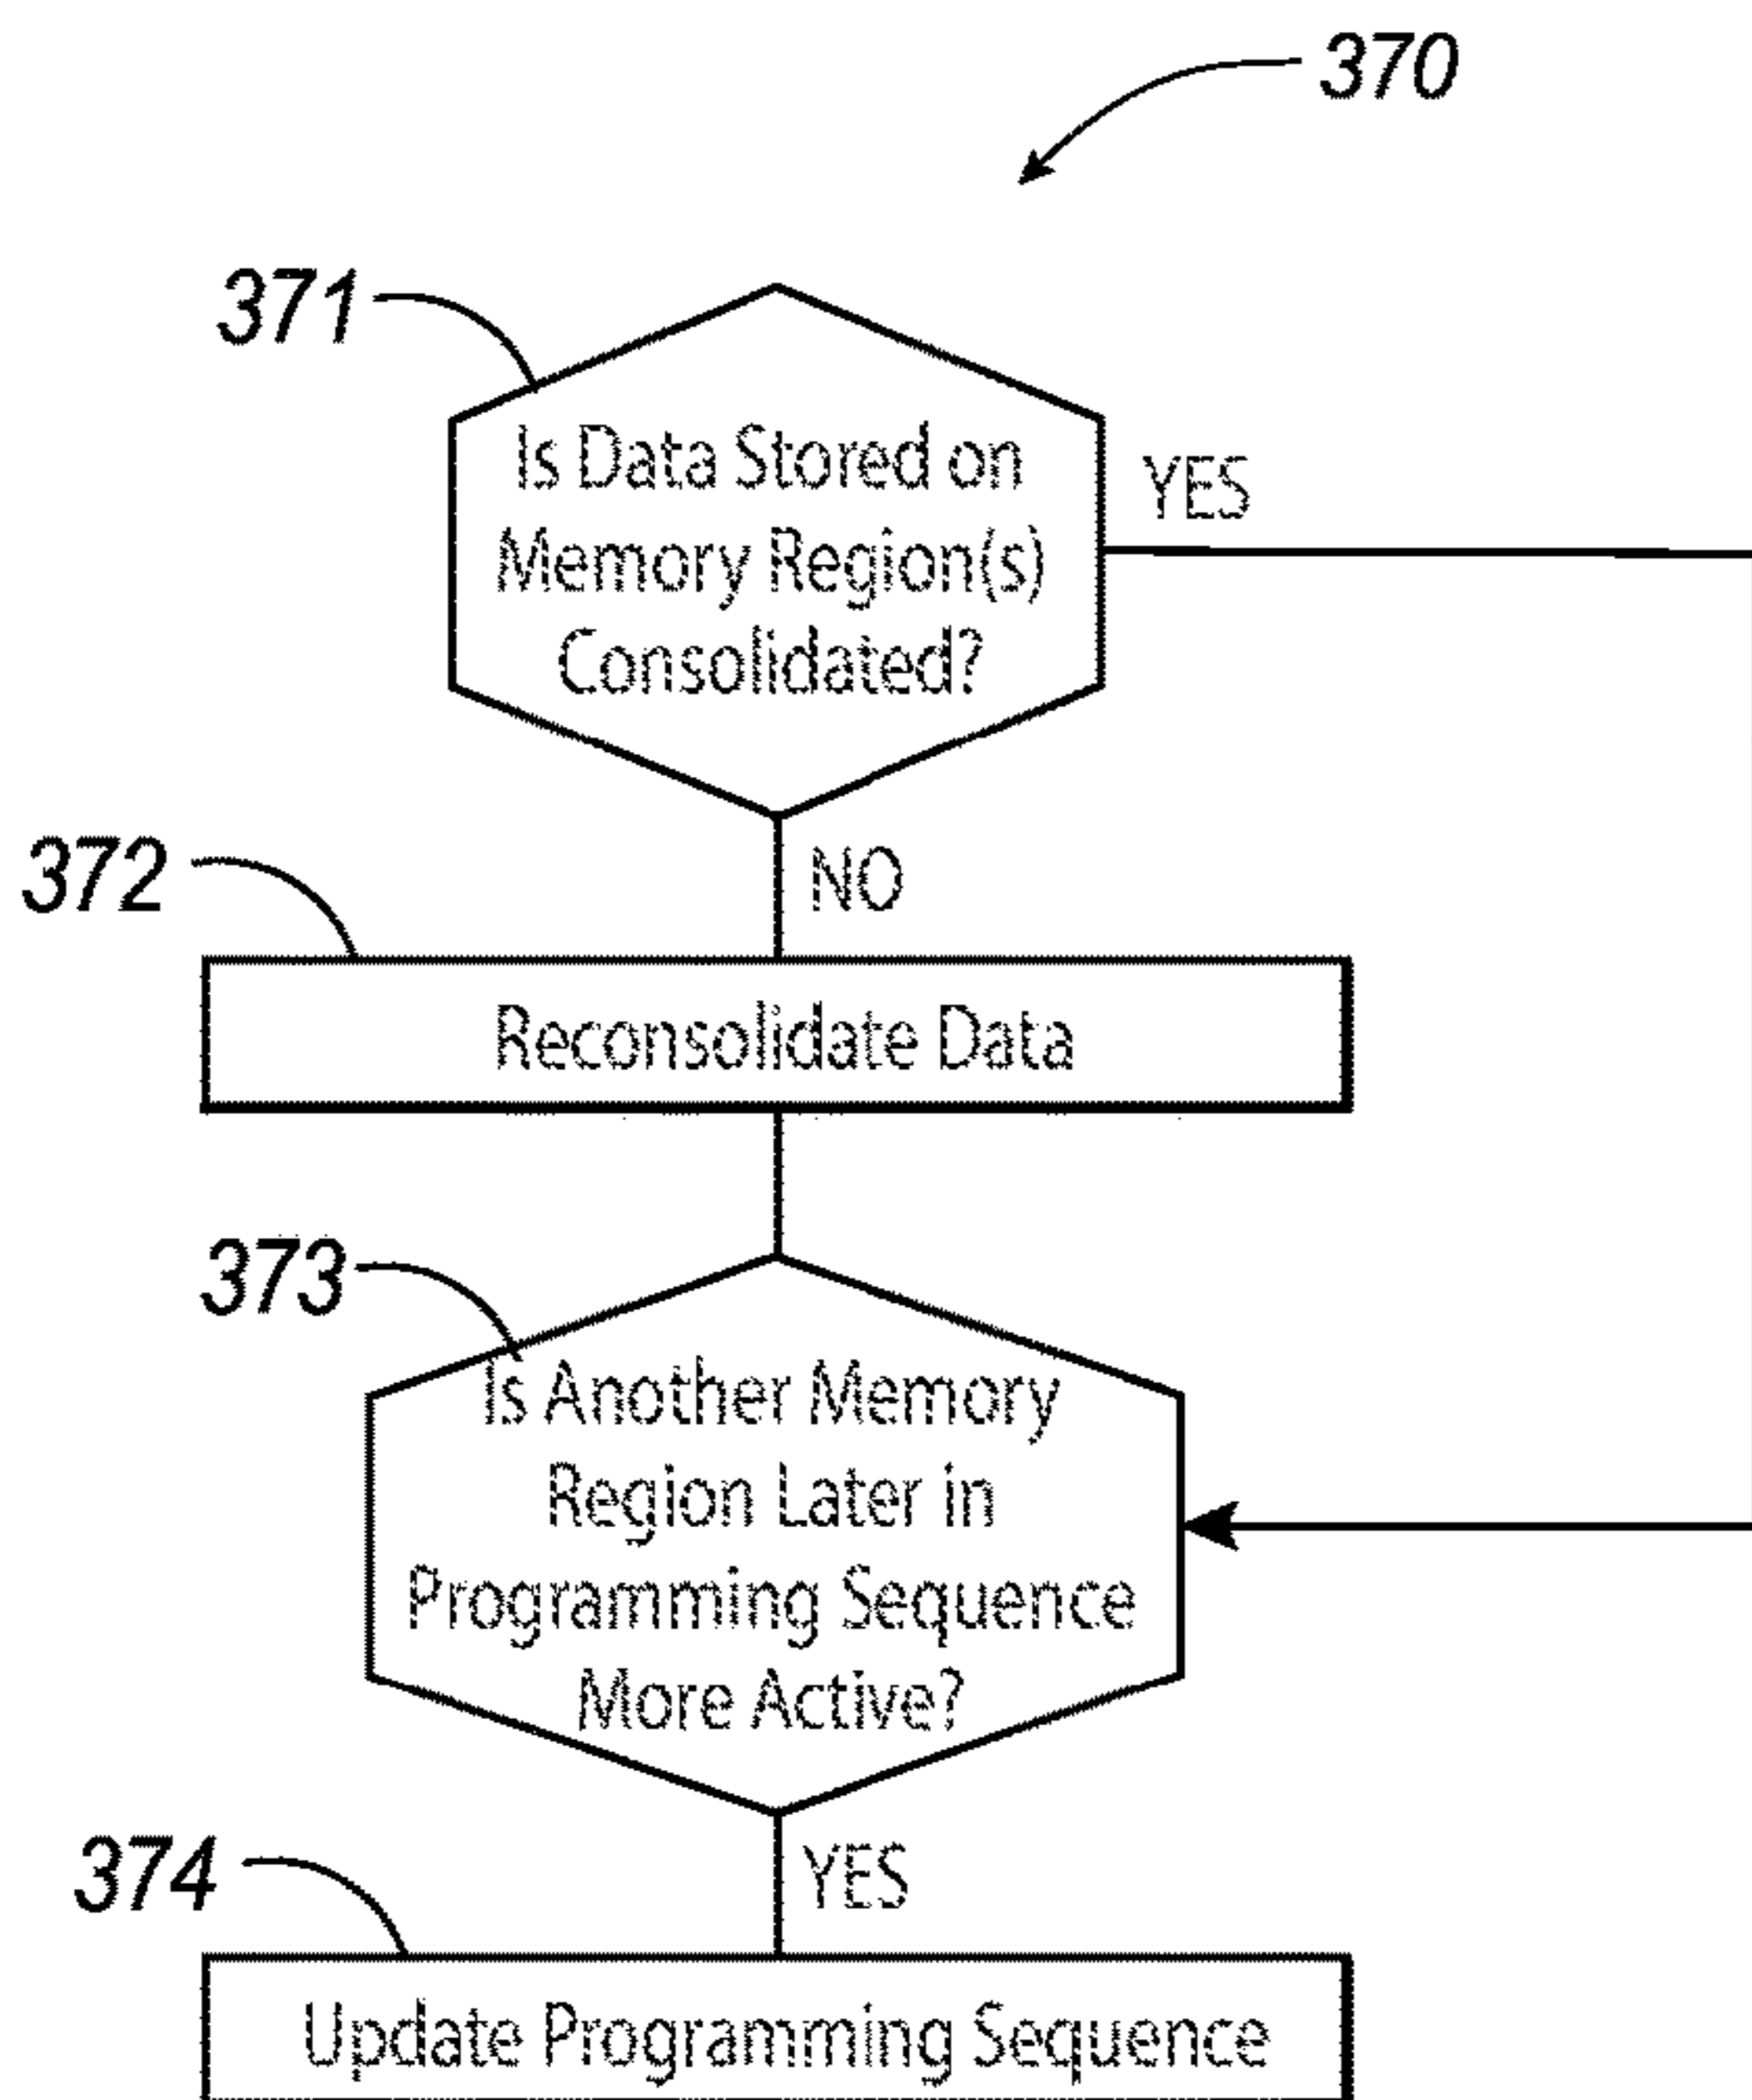 370
371
Is Data Stored on
Memory Region(s)
Consolidated?
YES
NO
372
Reconsolidate Data
373
Is Another Memory
Region Later in
Programming Sequence
More Active?
YES
374
Update Programming Sequence